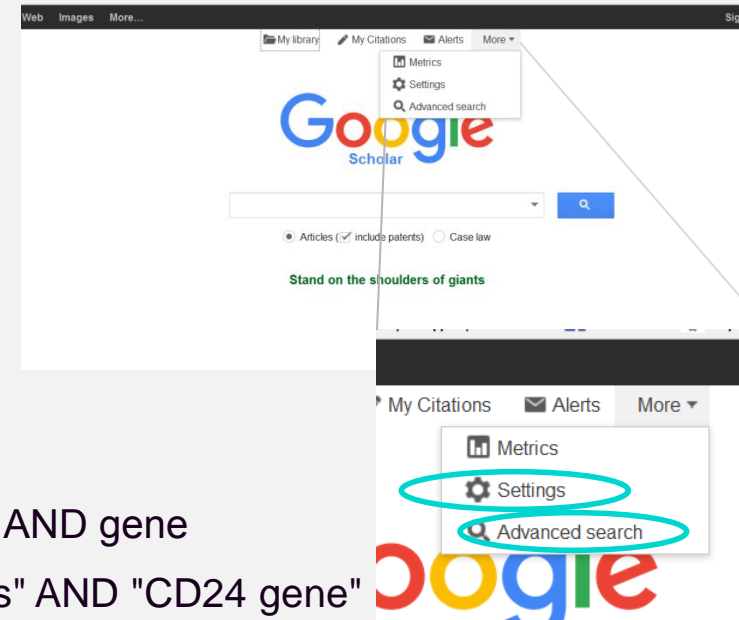 Web Images More... Sig
My library My Citations Alerts More
Metrics
Settings
Advanced search
Google
Scholar
Articles (include patents) Case law
Stand on the shoulders of giants
My Citations Alerts More
Metrics
Settings
Advanced search
AND gene
s" AND "CD24 gene"